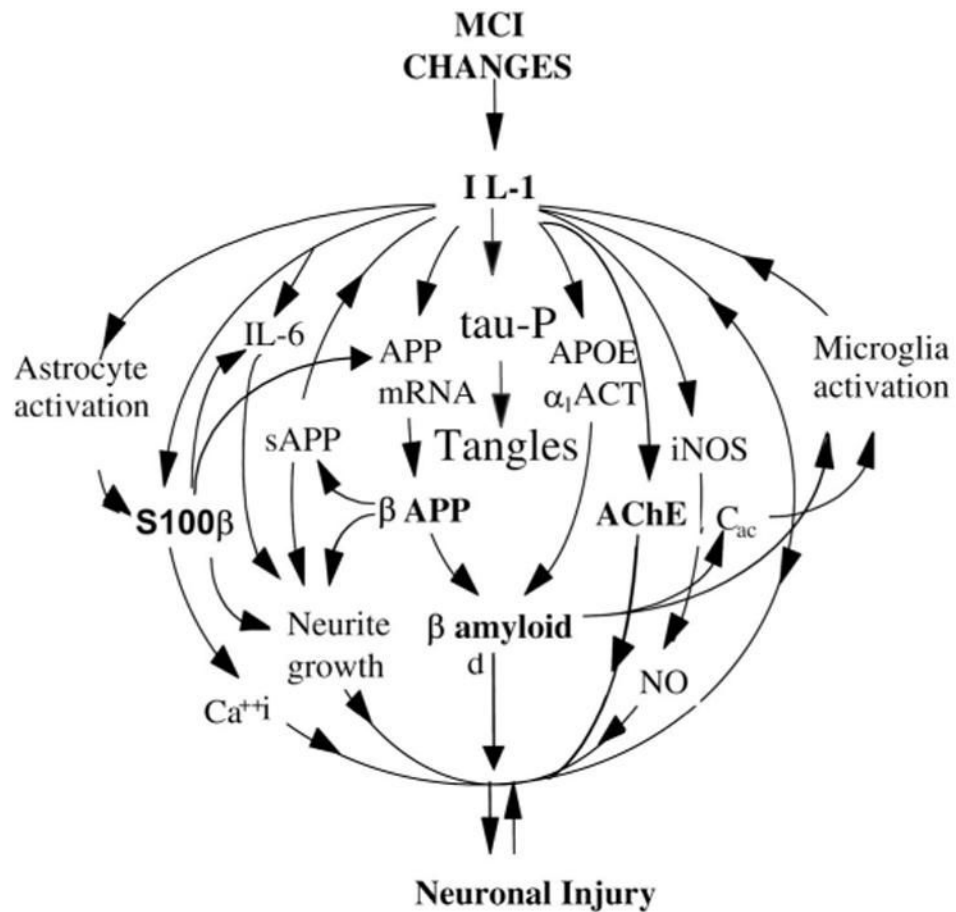 MCI
CHANGES
I L-1
IL-6
tau-P
APP
mRNA
APOE
α₁ACT
Astrocyte
activation
Microglia
activation
sAPP
Tangles
iNOS
S100β
β APP
AChE
Cac
Neurite
growth
β amyloid
d
NO
Ca⁺⁺i
Neuronal Injury